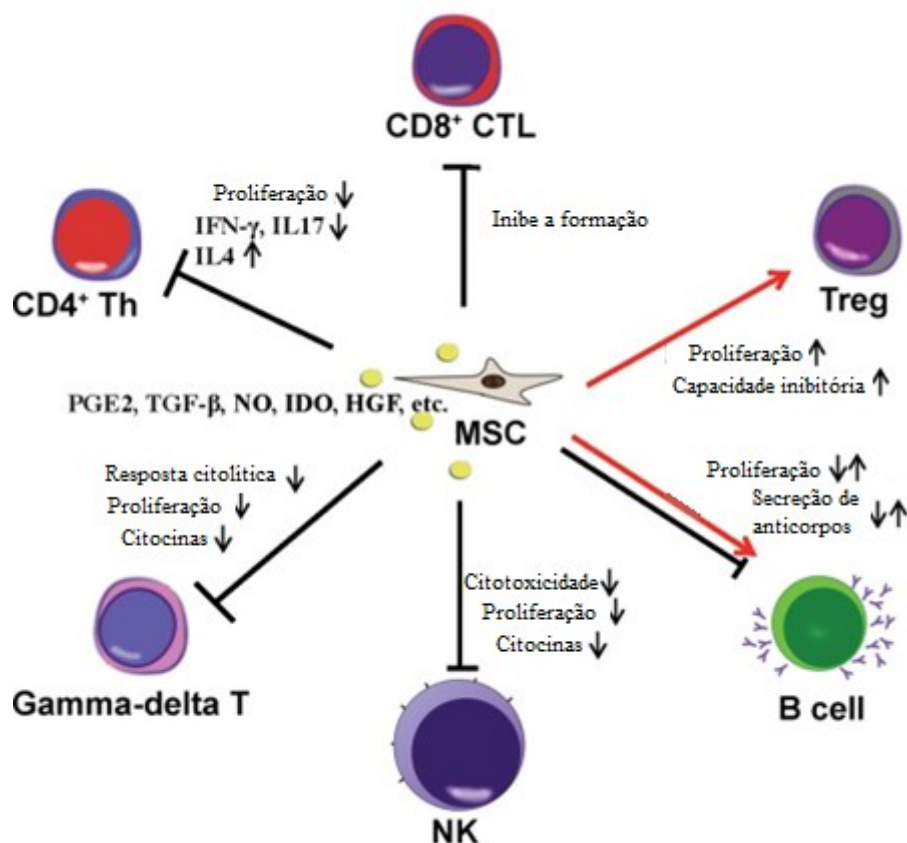 CD8⁺ CTL
Proliferação ↓
IFN-γ, IL17 ↓
IL4 ↑
CD4⁺ Th
Inibe a formação
Treg
Proliferação ↑
Capacidade inibitória ↑
PGE2, TGF-β, NO, IDO, HGF, etc.
MSC
Resposta citolitica ↓
Proliferação ↓
Citocinas ↓
Gamma-delta T
Citotoxicidade ↓
Proliferação ↓
Citocinas ↓
NK
Proliferação ↓↑
Secreção de
anticorpos ↓↑
B cell